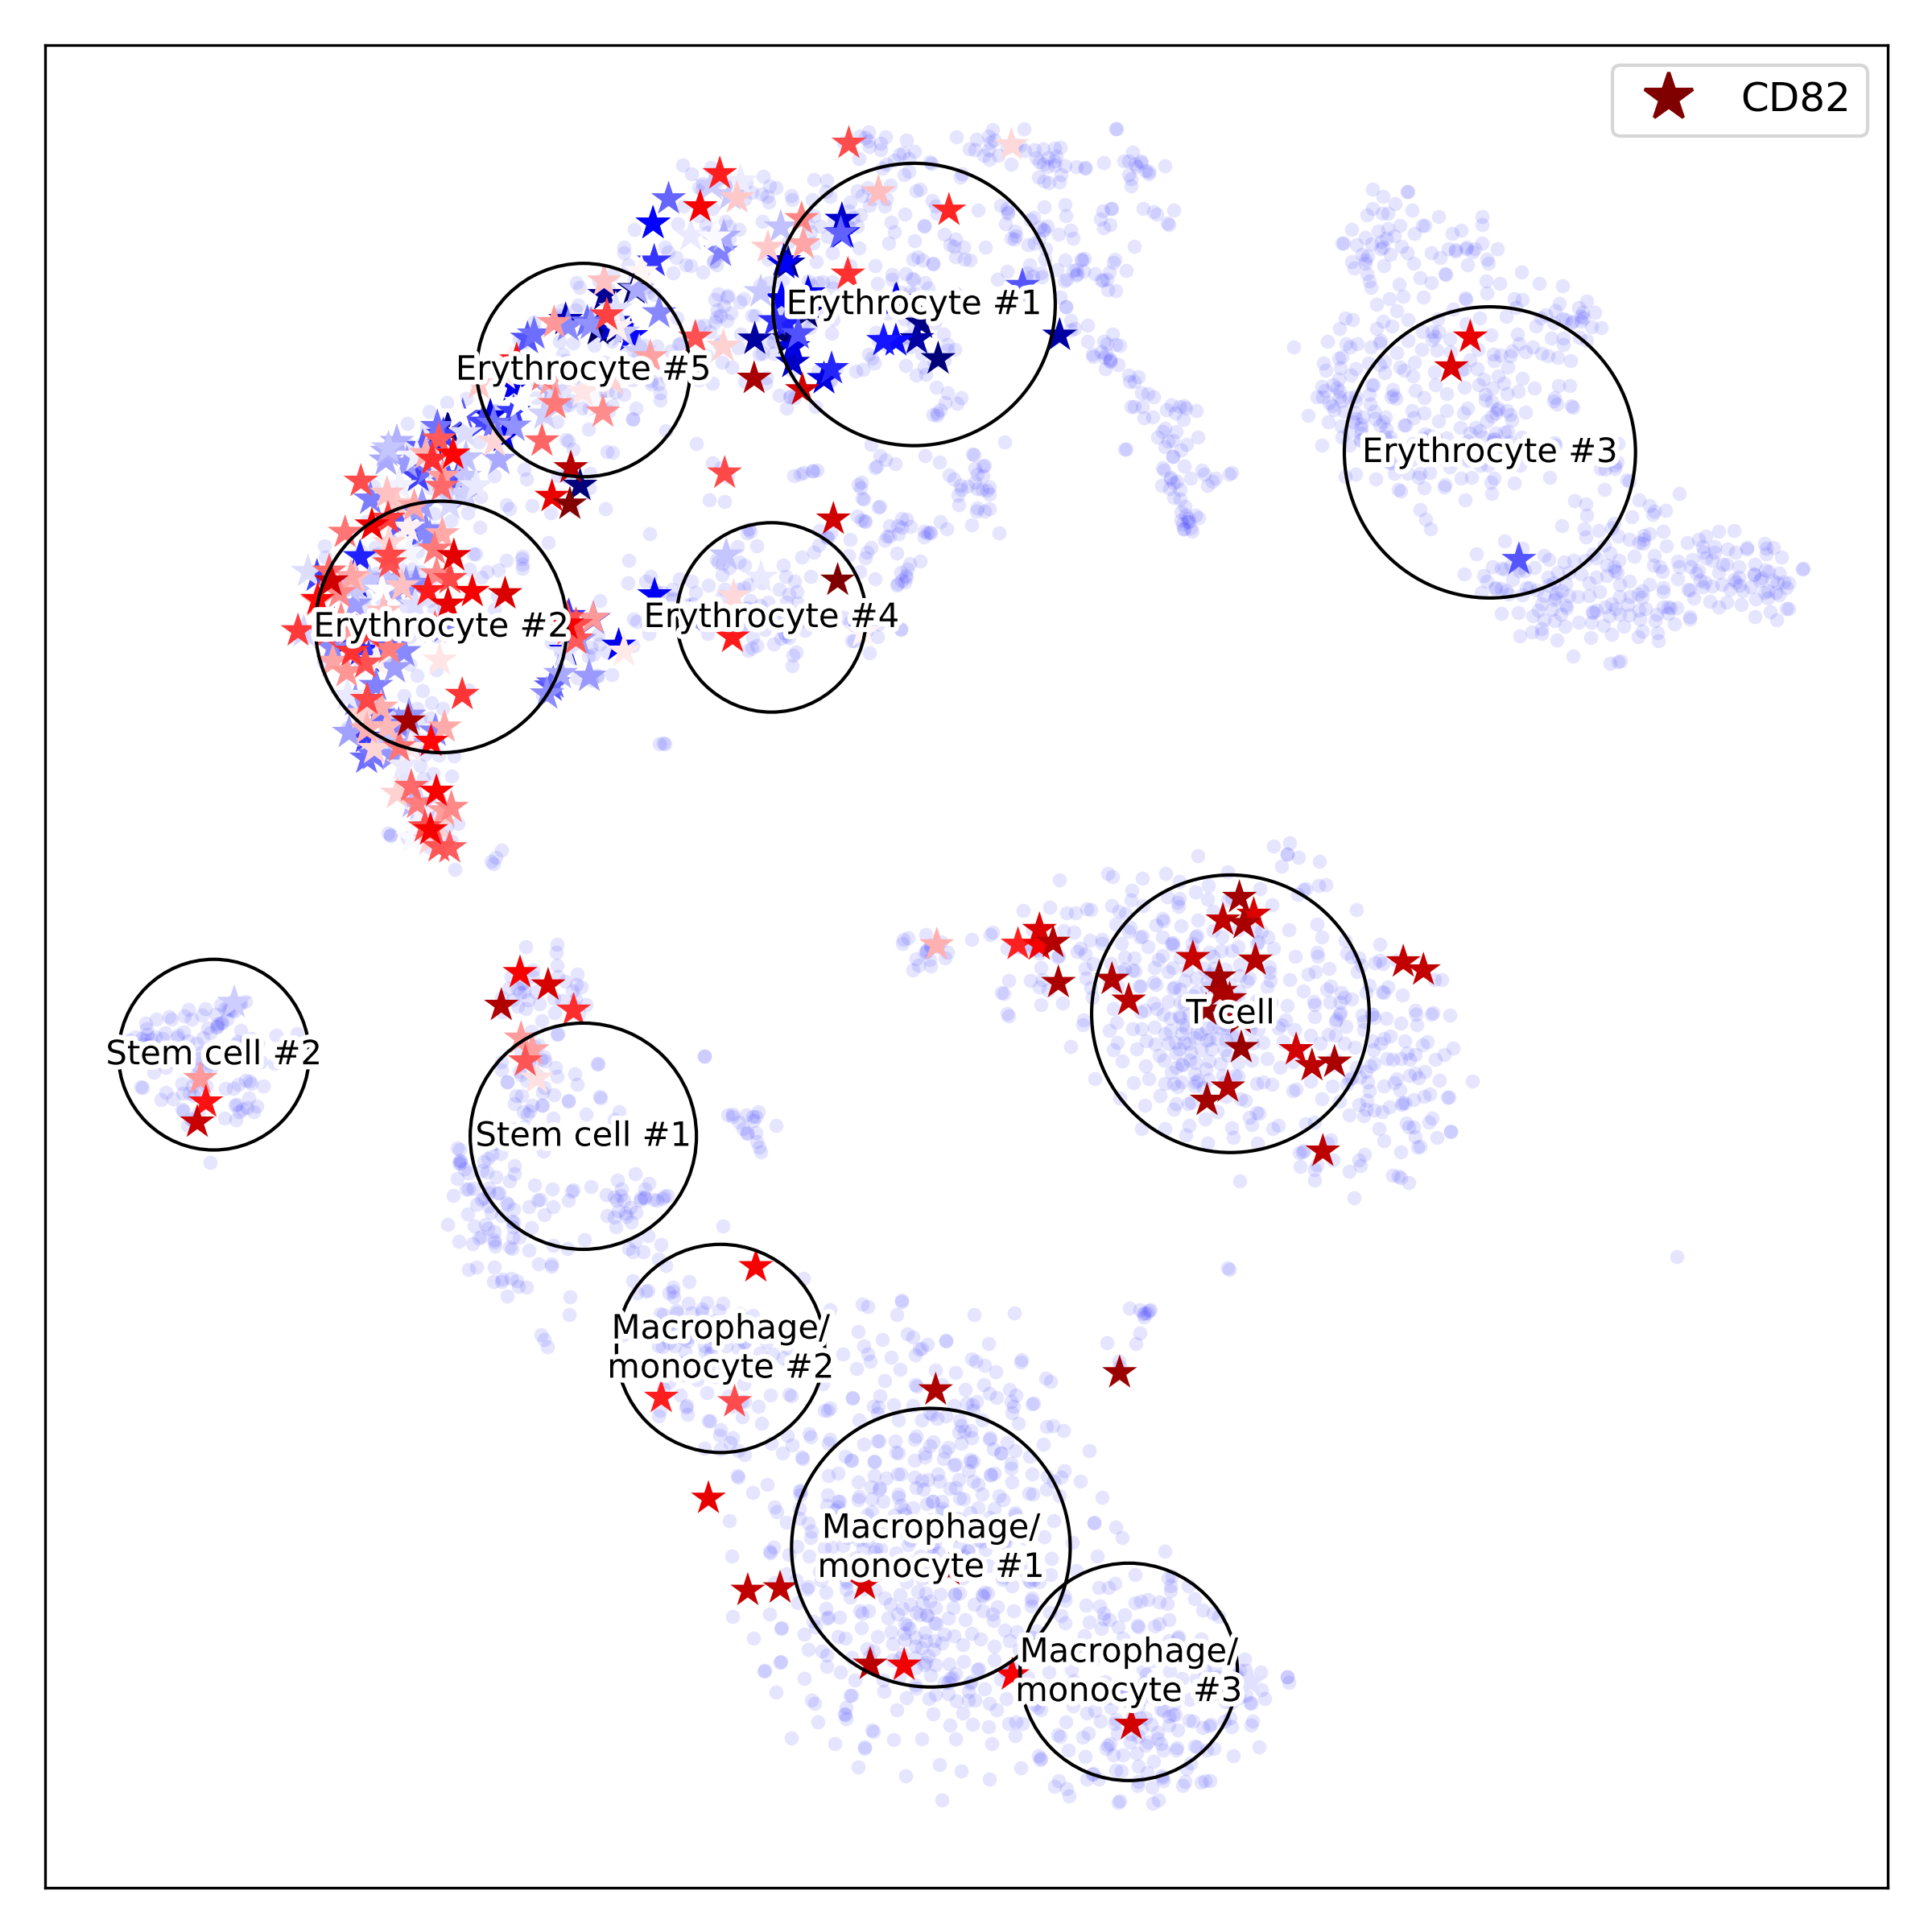 CD82
Erythrocyte #1
Erythrocyte #5
Erythrocyte #3
Erythrocyte #4
Erythrocyte #2
T cell
Stem cell #2
Stem cell #1
Macrophage/
monocyte #2
Macrophage/
monocyte #1
Macrophage/
monocyte #3